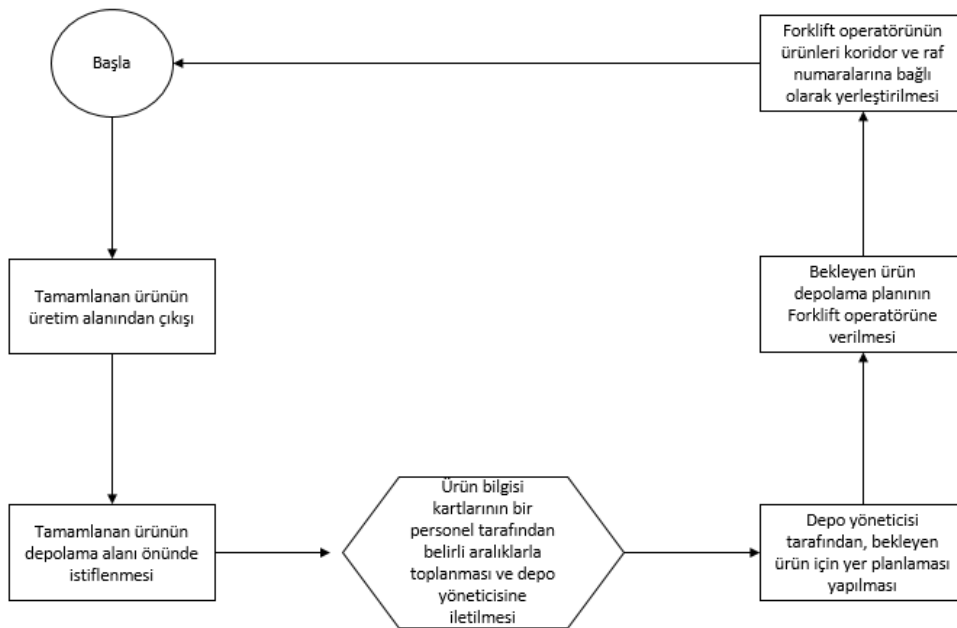 Başla
Tamamlanan ürünün
üretim alanından çıkışı
Tamamlanan ürünün
depolama alanı önünde
istiflenmesi
Ürün bilgisi
kartlarının bir
personel tarafından
belirli aralıklarla
toplanması ve depo
yöneticisine
iletilmesi
Depo yöneticisi
tarafından, bekleyen
ürün için yer planlaması
yapılması
Bekleyen ürün
depolama planının
Forklift operatörüne
verilmesi
Forklift operatörünün
ürünleri koridor ve raf
numaralarına bağlı
olarak yerleştirilmesi